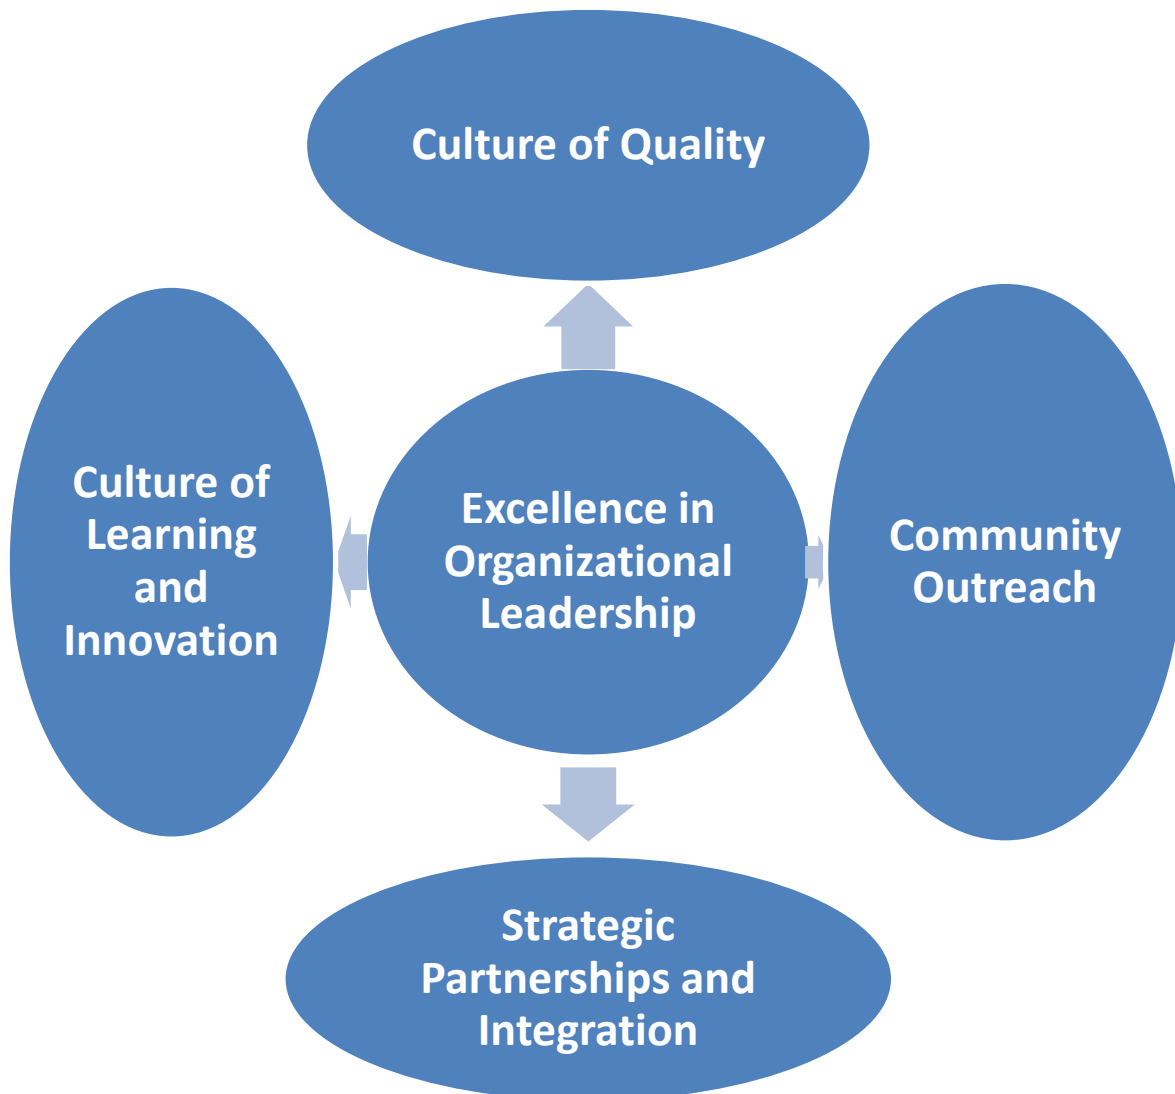 Culture of Quality
Culture of
Learning
and
Innovation
Excellence in
Organizational
Leadership
Community
Outreach
Strategic
Partnerships and
Integration